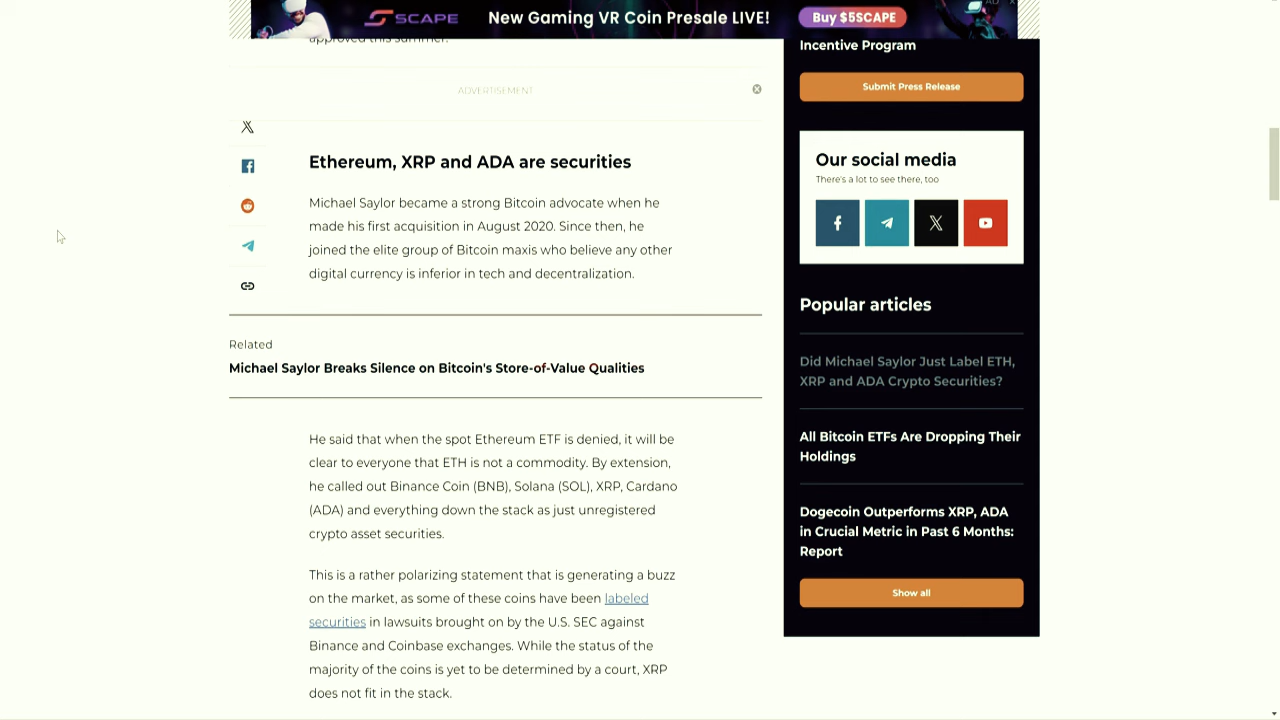 SCAPE
New Gaming VR Coin Presale LIVE!
Buy $5SCAPE
AD X
approved this summer.
ADVERTISEMENT
Ethereum, XRP and ADA are securities
Michael Saylor became a strong Bitcoin advocate when he
made his first acquisition in August 2020. Since then, he
joined the elite group of Bitcoin maxis who believe any other
digital currency is inferior in tech and decentralization.
Related
Michael Saylor Breaks Silence on Bitcoin's Store-of-Value Qualities
He said that when the spot Ethereum ETF is denied, it will be
clear to everyone that ETH is not a commodity. By extension,
he called out Binance Coin (BNB), Solana (SOL), XRP, Cardano
(ADA) and everything down the stack as just unregistered
crypto asset securities.
This is a rather polarizing statement that is generating a buzz
on the market, as some of these coins have been labeled
securities in lawsuits brought on by the U.S. SEC against
Binance and Coinbase exchanges. While the status of the
majority of the coins is yet to be determined by a court, XRP
does not fit in the stack.
Incentive Program
Submit Press Release
Our social media
There's a lot to see there, too
Popular articles
Did Michael Saylor Just Label ETH,
XRP and ADA Crypto Securities?
All Bitcoin ETFs Are Dropping Their
Holdings
Dogecoin Outperforms XRP, ADA
in Crucial Metric in Past 6 Months:
Report
Show all